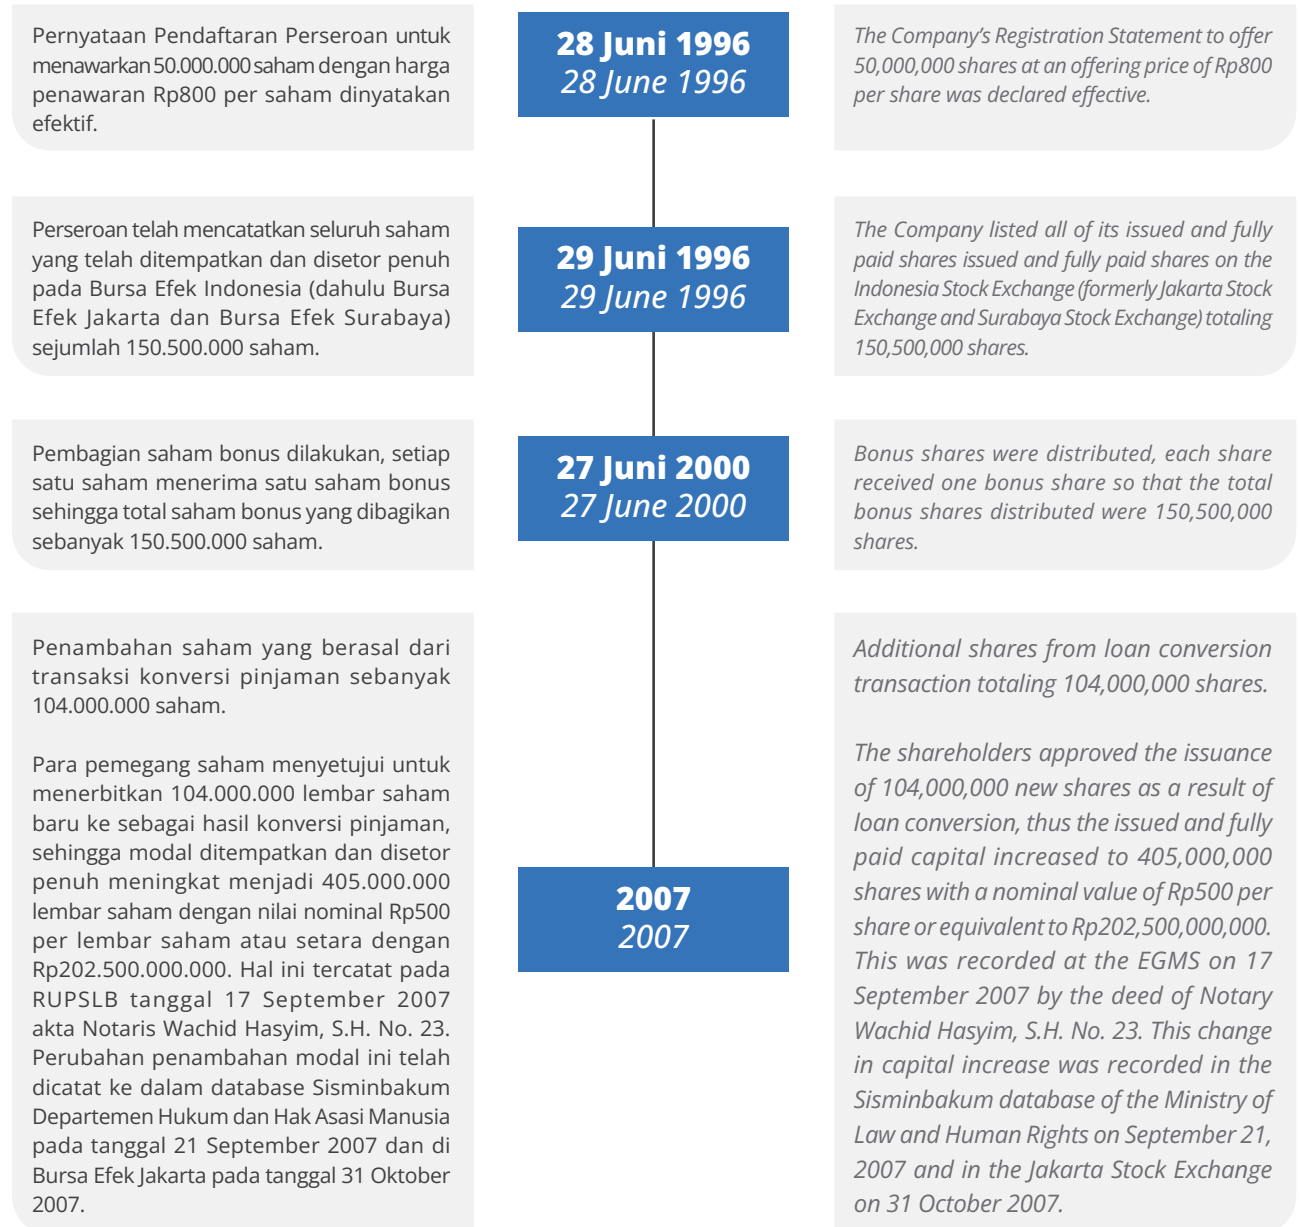 Pernyataan Pendaftaran Perseroan untuk
menawarkan 50.000.000 saham dengan harga
penawaran Rp800 per saham dinyatakan
efektif.
28 Juni 1996
28 June 1996
The Company's Registration Statement to offer
50,000,000 shares at an offering price of Rp800
per share was declared effective.
Perseroan telah mencatatkan seluruh saham
yang telah ditempatkan dan disetor penuh
pada Bursa Efek Indonesia (dahulu Bursa
Efek Jakarta dan Bursa Efek Surabaya)
sejumlah 150.500.000 saham.
29 Juni 1996
29 June 1996
The Company listed all of its issued and fully
paid shares issued and fully paid shares on the
Indonesia Stock Exchange (formerly Jakarta Stock
Exchange and Surabaya Stock Exchange) totaling
150,500,000 shares.
Pembagian saham bonus dilakukan, setiap
satu saham menerima satu saham bonus
sehingga total saham bonus yang dibagikan
sebanyak 150.500.000 saham.
27 Juni 2000
27 June 2000
Bonus shares were distributed, each share
received one bonus share so that the total
bonus shares distributed were 150,500,000
shares.
Penambahan saham yang berasal dari
transaksi konversi pinjaman sebanyak
104.000.000 saham.
Para pemegang saham menyetujui untuk
menerbitkan 104.000.000 lembar saham
baru ke sebagai hasil konversi pinjaman,
sehingga modal ditempatkan dan disetor
penuh meningkat menjadi 405.000.000
lembar saham dengan nilai nominal Rp500
per lembar saham atau setara dengan
Rp202.500.000.000. Hal ini tercatat pada
RUPSLB tanggal 17 September 2007
akta Notaris Wachid Hasyim, S.H. No. 23.
Perubahan penambahan modal ini telah
dicatat ke dalam database Sisminbakum
Departemen Hukum dan Hak Asasi Manusia
pada tanggal 21 September 2007 dan di
Bursa Efek Jakarta pada tanggal 31 Oktober
2007.
2007
2007
Additional shares from loan conversion
transaction totaling 104,000,000 shares.
The shareholders approved the issuance
of 104,000,000 new shares as a result of
loan conversion, thus the issued and fully
paid capital increased to 405,000,000
shares with a nominal value of Rp500 per
share or equivalent to Rp202,500,000,000.
This was recorded at the EGMS on 17
September 2007 by the deed of Notary
Wachid Hasyim, S.H. No. 23. This change
in capital increase was recorded in the
Sisminbakum database of the Ministry of
Law and Human Rights on September 21,
2007 and in the Jakarta Stock Exchange
on 31 October 2007.